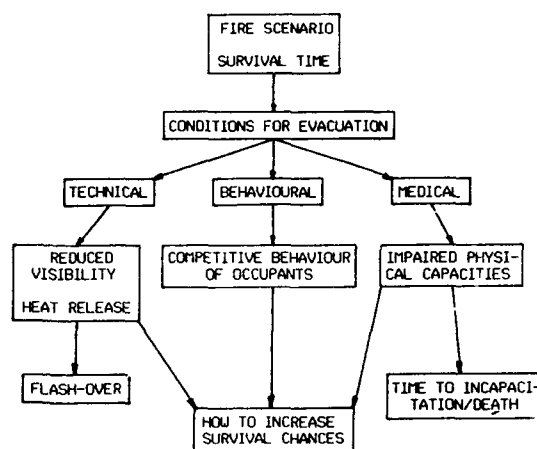 FIRE SCENARIO
SURVIVAL TIME
CONDITIONS FOR EVACUATION
TECHNICAL
BEHAVIOURAL
MEDICAL
REDUCED
VISIBILITY
HEAT RELEASE
COMPETITIVE BEHAVIOUR
OF OCCUPANTS
IMPAIRED PHYSI-
CAL CAPACITIES
FLASH-OVER
HOW TO INCREASE
SURVIVAL CHANCES
TIME TO INCAPACI-
TATION/DEATH